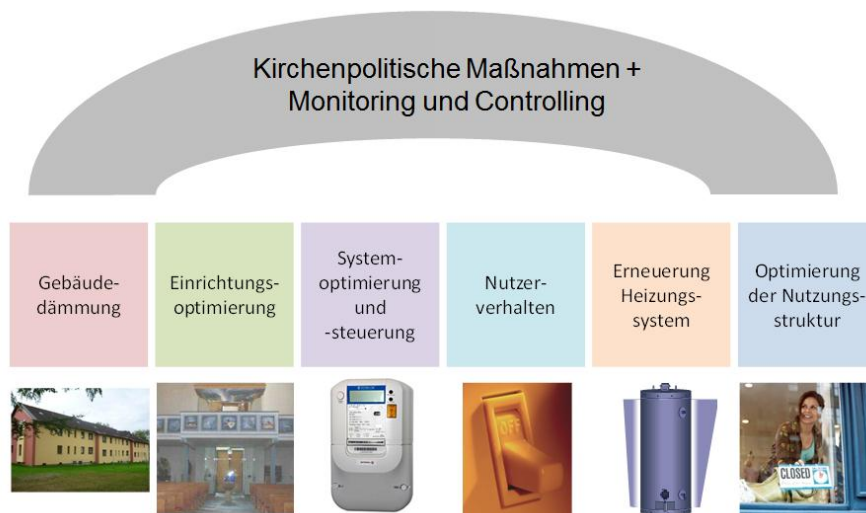 Kirchenpolitische Maßnahmen +
Monitoring und Controlling
Gebäude-
dämmung
Einrichtungs-
optimierung
System-
optimierung
und
-steuerung
Nutzer-
verhalten
Erneuerung
Heizungs-
system
Optimierung
der Nutzungs-
struktur
OFF
CLOSED